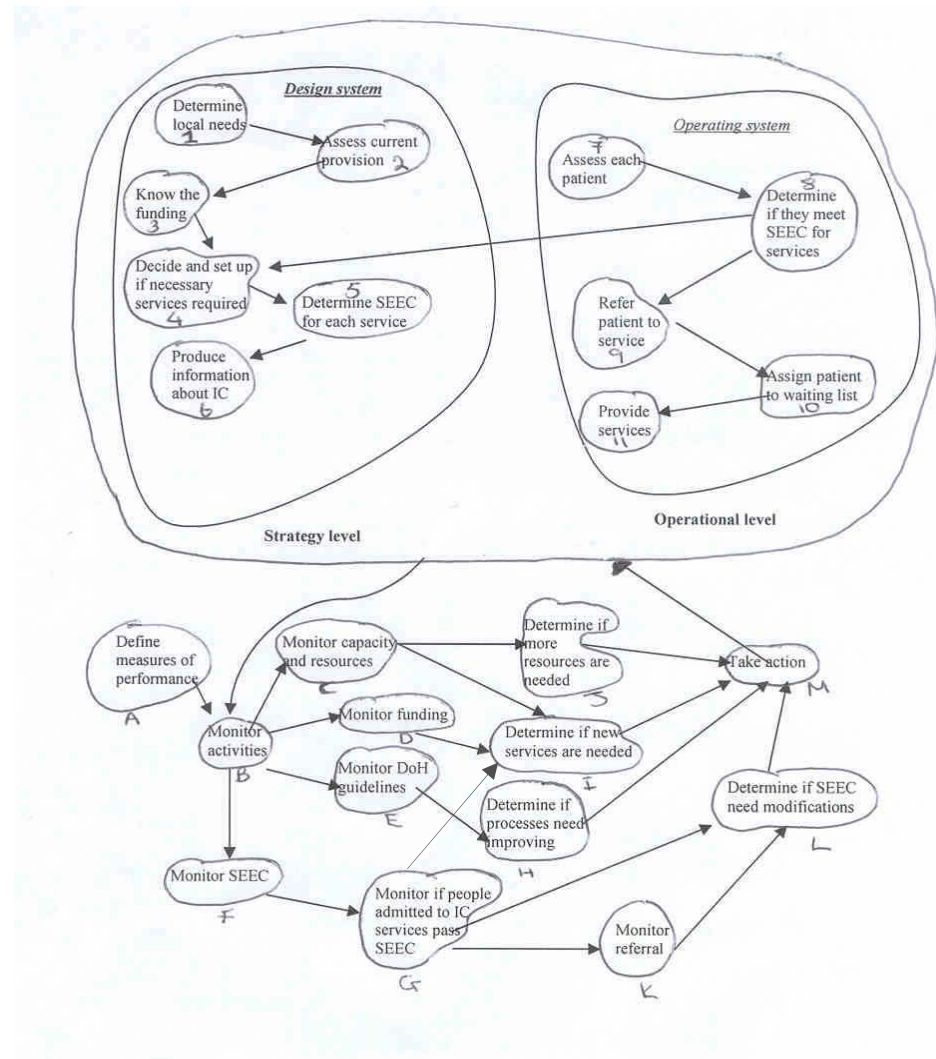 Design system
Determine
local needs
1
Assess current
provision 2
Know the
funding
3
Decide and set up
if necessary
services required
4
5
Determine SEEC
for each service
Produce
information
about IC
6
Strategy level
Operating system
7
Assess each
patient
8
Determine
if they meet
SEEC for
services
Refer
patient to
service
9
Assign patient
to waiting list
10
Provide
services
11
Operational level
Define
measures of
performance
A
Monitor
activities
B
Monitor capacity
and resources
C
Monitor funding
D
Monitor DoH
guidelines
E
Monitor SEEC
F
Monitor if people
admitted to IC
services pass
SEEC
G
Determine if
processes need
improving
H
Determine if new
services are needed
I
Determine if
more
resources are
needed
J
Monitor
referral
K
Determine if SEEC
need modifications
L
Take action
M